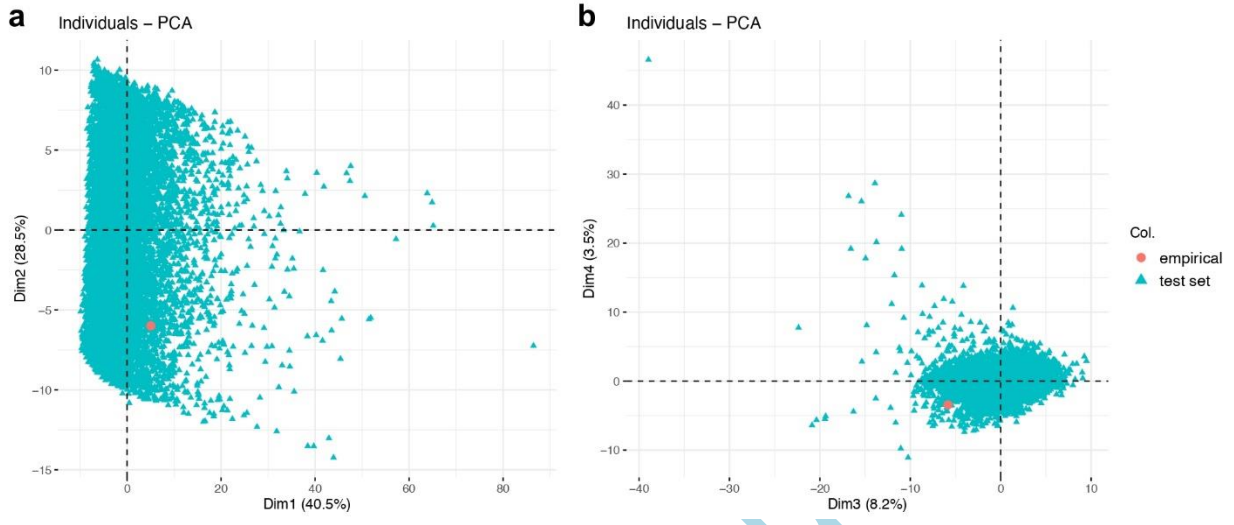 a
Individuals – PCA
10
5
0
−5
−10
−15
0
20
40
60
80
Dim2 (28.5%)
Dim1 (40.5%)
b
Individuals – PCA
40
30
20
10
0
−10
−40
−30
−20
−10
0
10
Dim4 (3.5%)
Dim3 (8.2%)
Col.
empirical
test set